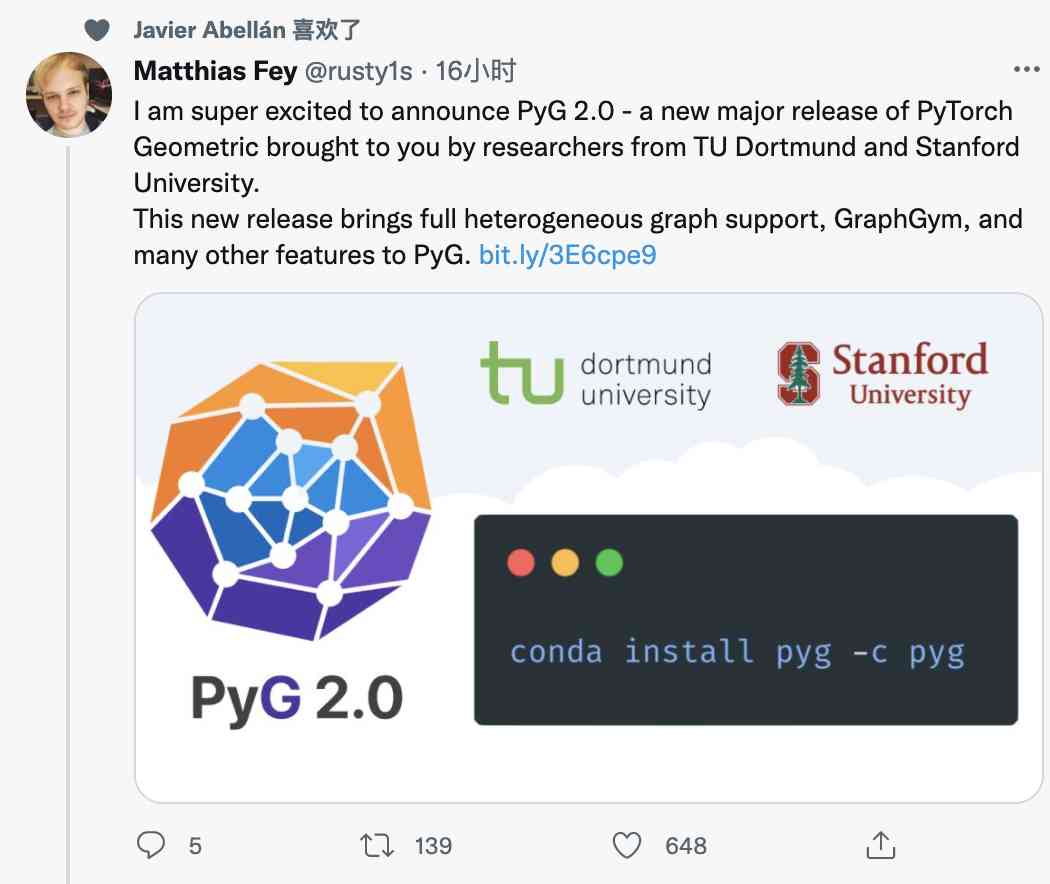 Javier Abellán 喜欢了
Matthias Fey @rusty1s · 16小时
I am super excited to announce PyG 2.0 - a new major release of PyTorch
Geometric brought to you by researchers from TU Dortmund and Stanford
University.
This new release brings full heterogeneous graph support, GraphGym, and
many other features to PyG. bit.ly/3E6cpe9
tu dortmund
university
Stanford
University
conda install pyg -c pyg
PyG 2.0
5 139 648